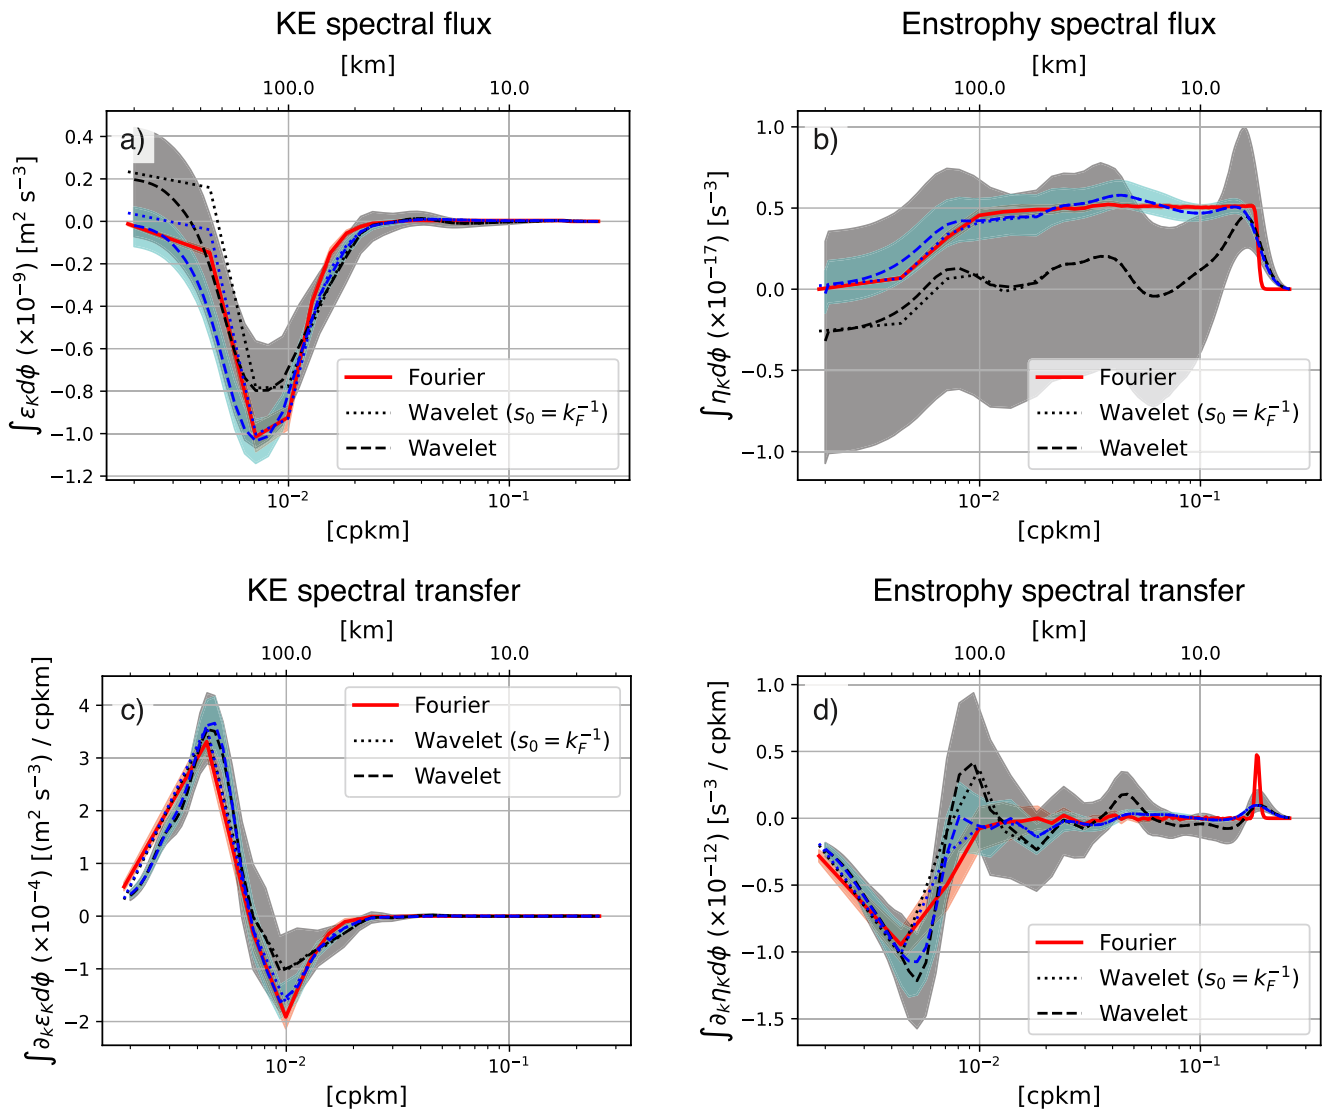 KE spectral flux
[km]
100.0 10.0
a)
0.4
0.2
0.0
−0.2
−0.4
−0.6
−0.8
−1.0
−1.2
∫ ε_K dϕ (×10⁻⁹) [m² s⁻³]
Fourier
Wavelet (s₀ = k_F⁻¹)
Wavelet
10⁻² 10⁻¹
[cpkm]
Enstrophy spectral flux
[km]
100.0 10.0
b)
1.0
0.5
0.0
−0.5
−1.0
∫ η_K dϕ (×10⁻¹⁷) [s⁻³]
Fourier
Wavelet (s₀ = k_F⁻¹)
Wavelet
10⁻² 10⁻¹
[cpkm]
KE spectral transfer
[km]
100.0 10.0
c)
4
3
2
1
0
−1
−2
∫ ∂_K ε_K dϕ (×10⁻⁴) [(m² s⁻³) / cpkm]
Fourier
Wavelet (s₀ = k_F⁻¹)
Wavelet
10⁻² 10⁻¹
[cpkm]
Enstrophy spectral transfer
[km]
100.0 10.0
d)
1.0
0.5
0.0
−0.5
−1.0
−1.5
∫ ∂_K η_K dϕ (×10⁻¹²) [s⁻³ / cpkm]
Fourier
Wavelet (s₀ = k_F⁻¹)
Wavelet
10⁻² 10⁻¹
[cpkm]